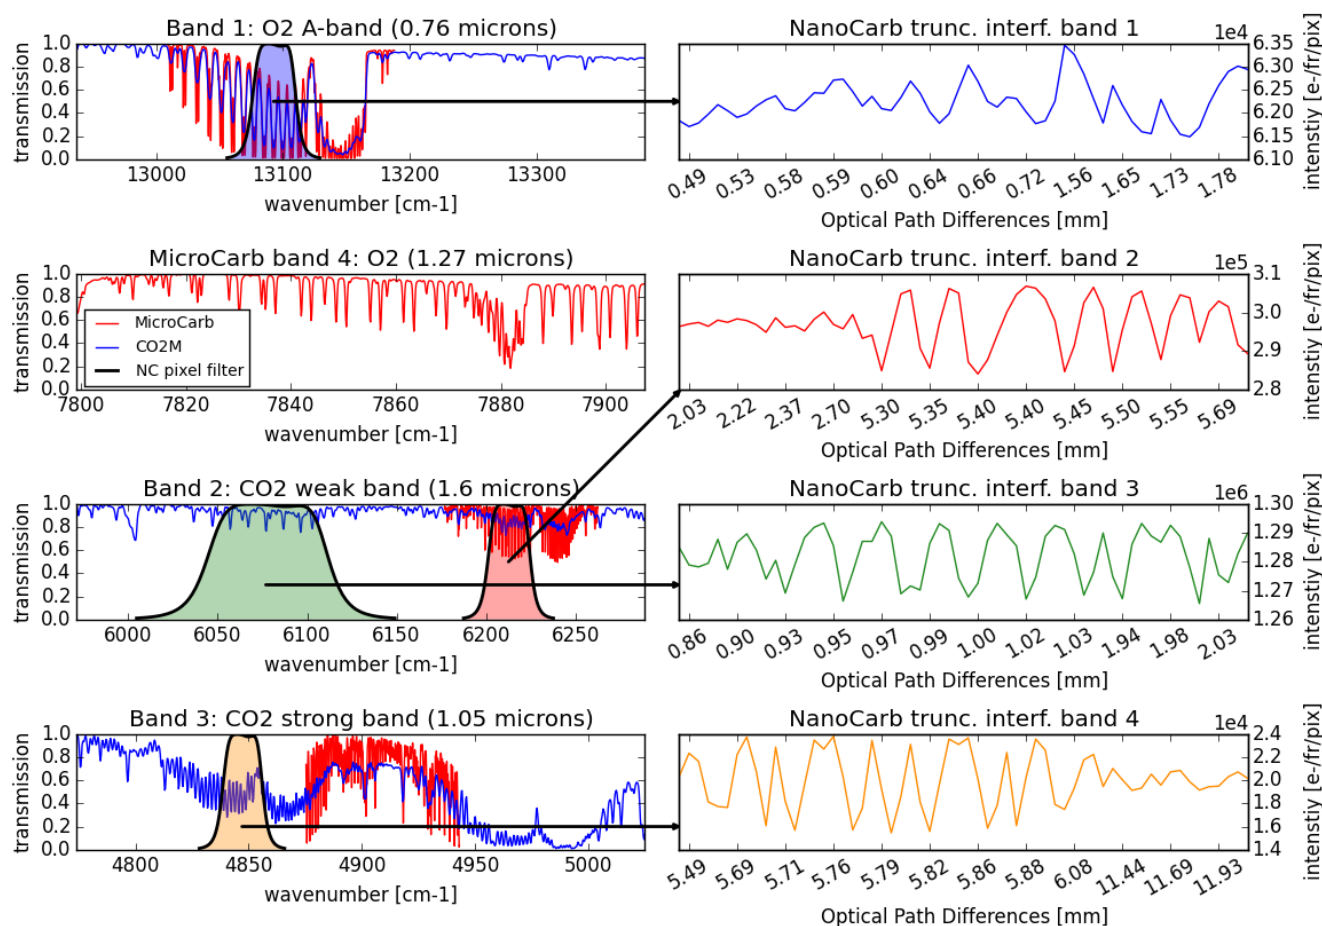 Band 1: O2 A-band (0.76 microns)
transmission
1.0
0.8
0.6
0.4
0.2
0.0
13000 13100 13200 13300
wavenumber [cm-1]
NanoCarb trunc. interf. band 1
1e4
6.35
6.30
6.25
6.20
6.15
6.10
intenstiy [e-/fr/pix]
0.49 0.53 0.58 0.59 0.60 0.64 0.66 0.72 1.56 1.65 1.73 1.78
Optical Path Differences [mm]
MicroCarb band 4: O2 (1.27 microns)
transmission
1.0
0.8
0.6
0.4
0.2
0.0
MicroCarb
CO2M
NC pixel filter
7800 7820 7840 7860 7880 7900
wavenumber [cm-1]
NanoCarb trunc. interf. band 2
1e5
3.1
3.0
2.9
2.8
intenstiy [e-/fr/pix]
2.03 2.22 2.37 2.70 5.30 5.35 5.40 5.40 5.45 5.50 5.55 5.69
Optical Path Differences [mm]
Band 2: CO2 weak band (1.6 microns)
transmission
1.0
0.8
0.6
0.4
0.2
0.0
6000 6050 6100 6150 6200 6250
wavenumber [cm-1]
NanoCarb trunc. interf. band 3
1e6
1.30
1.29
1.28
1.27
1.26
intenstiy [e-/fr/pix]
0.86 0.90 0.93 0.95 0.97 0.99 1.00 1.02 1.03 1.94 1.98 2.03
Optical Path Differences [mm]
Band 3: CO2 strong band (1.05 microns)
transmission
1.0
0.8
0.6
0.4
0.2
0.0
4800 4850 4900 4950 5000
wavenumber [cm-1]
NanoCarb trunc. interf. band 4
1e4
2.4
2.2
2.0
1.8
1.6
1.4
intenstiy [e-/fr/pix]
5.49 5.69 5.71 5.76 5.79 5.82 5.86 5.88 6.08 11.44 11.69 11.93
Optical Path Differences [mm]